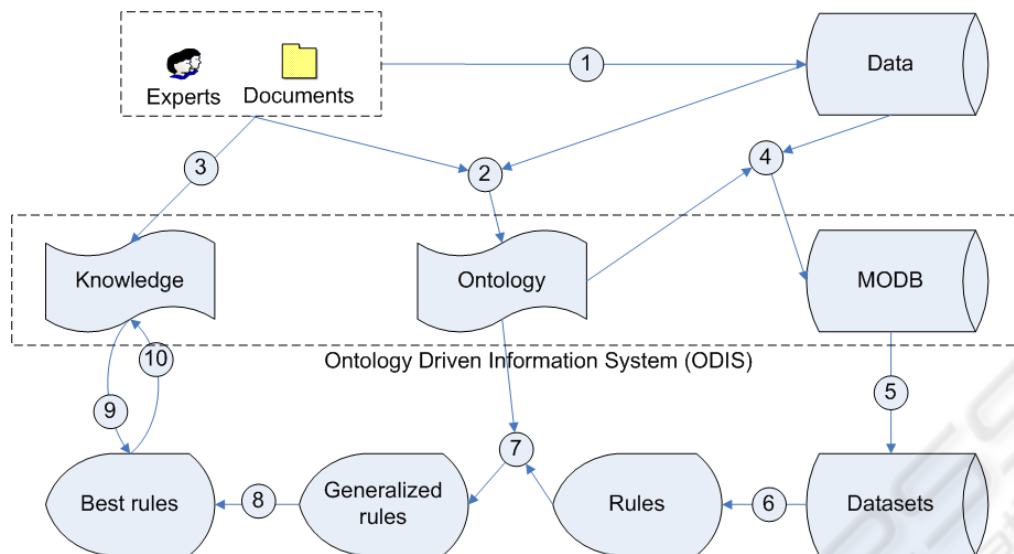 Experts
Documents
1
Data
3
2
4
Knowledge
Ontology
MODB
10
Ontology Driven Information System (ODIS)
9
5
7
Best rules
8
Generalized
rules
Rules
6
Datasets